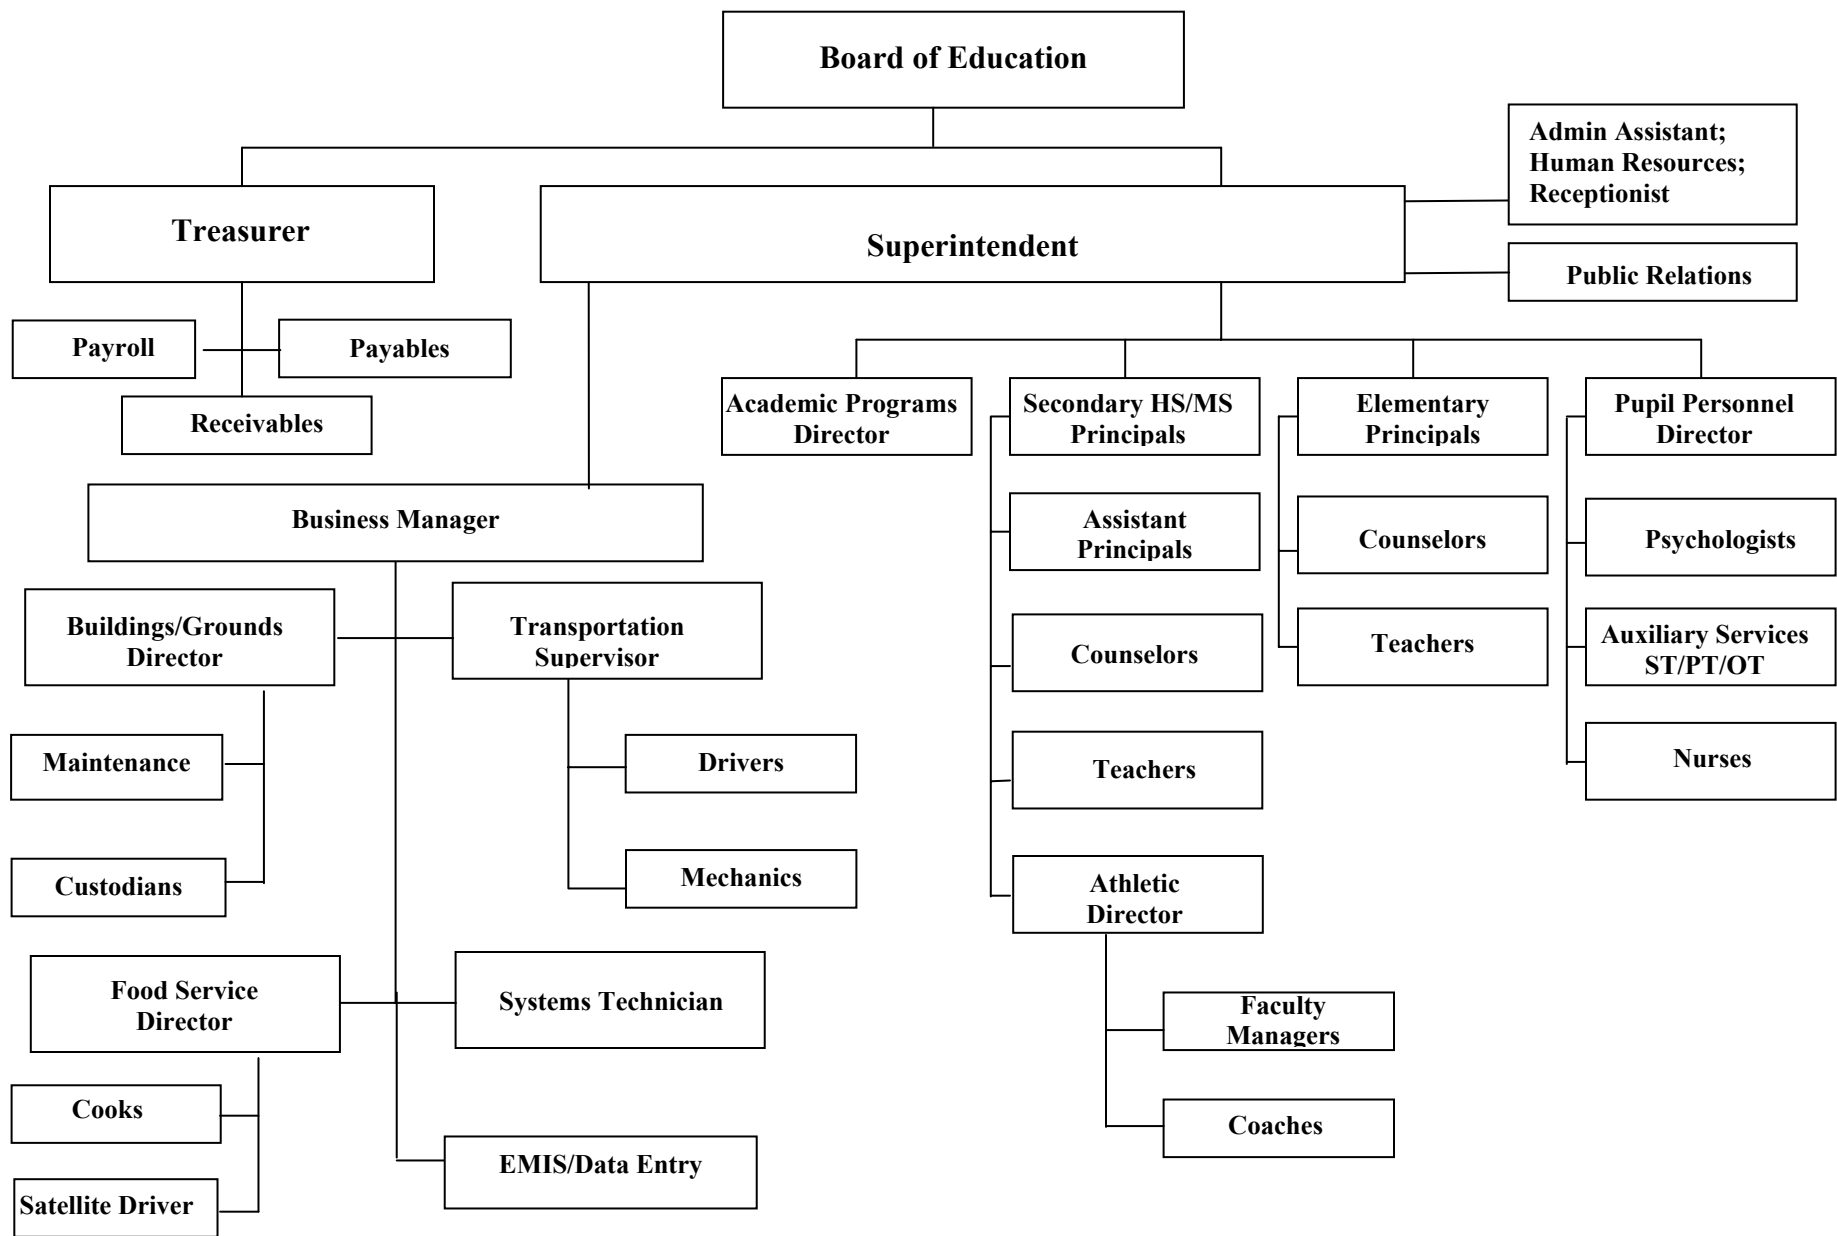 Board of Education
Admin Assistant;
Human Resources;
Receptionist
Treasurer
Superintendent
Public Relations
Payroll
Payables
Receivables
Academic Programs
Director
Secondary HS/MS
Principals
Elementary
Principals
Pupil Personnel
Director
Business Manager
Assistant
Principals
Counselors
Psychologists
Buildings/Grounds
Director
Transportation
Supervisor
Counselors
Teachers
Auxiliary Services
ST/PT/OT
Maintenance
Drivers
Teachers
Nurses
Custodians
Mechanics
Athletic
Director
Food Service
Director
Systems Technician
Faculty
Managers
Cooks
Coaches
EMIS/Data Entry
Satellite Driver